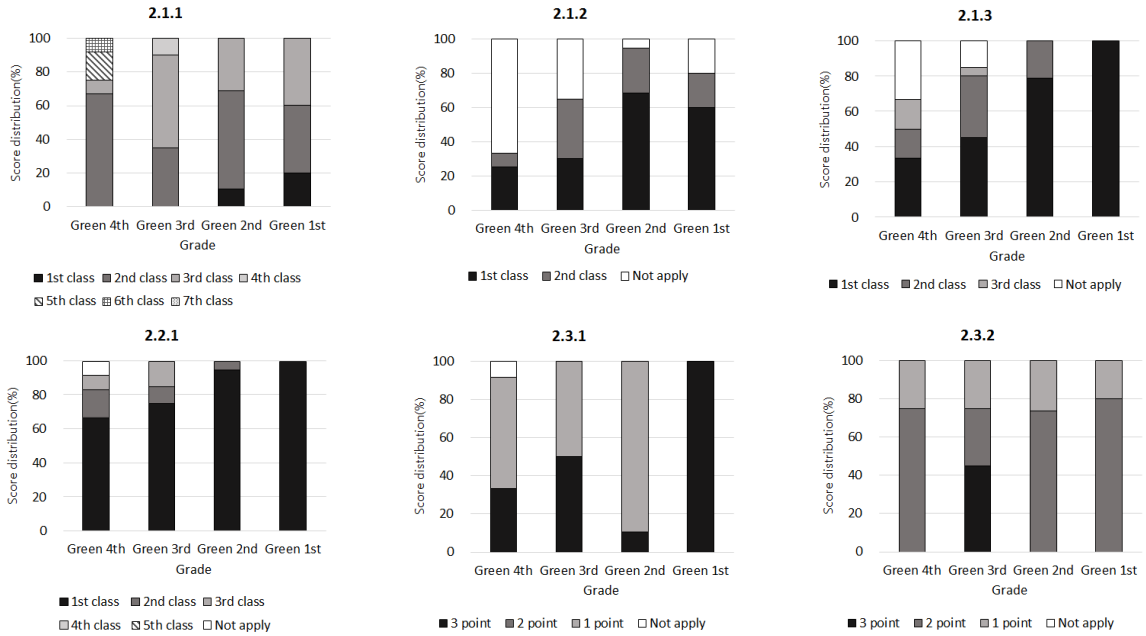 2.1.1
100
80
60
40
20
0
Score distribution(%)
Green 4th Green 3rd Green 2nd Green 1st
Grade
1st class 2nd class 3rd class 4th class
5th class 6th class 7th class
2.1.2
100
80
60
40
20
0
Score distribution(%)
Green 4th Green 3rd Green 2nd Green 1st
Grade
1st class 2nd class Not apply
2.1.3
100
80
60
40
20
0
Score distribution(%)
Green 4th Green 3rd Green 2nd Green 1st
Grade
1st class 2nd class 3rd class Not apply
2.2.1
100
80
60
40
20
0
Score distribution(%)
Green 4th Green 3rd Green 2nd Green 1st
Grade
1st class 2nd class 3rd class
4th class 5th class Not apply
2.3.1
100
80
60
40
20
0
Score distribution(%)
Green 4th Green 3rd Green 2nd Green 1st
Grade
3 point 2 point 1 point Not apply
2.3.2
100
80
60
40
20
0
Score distribution(%)
Green 4th Green 3rd Green 2nd Green 1st
Grade
3 point 2 point 1 point Not apply